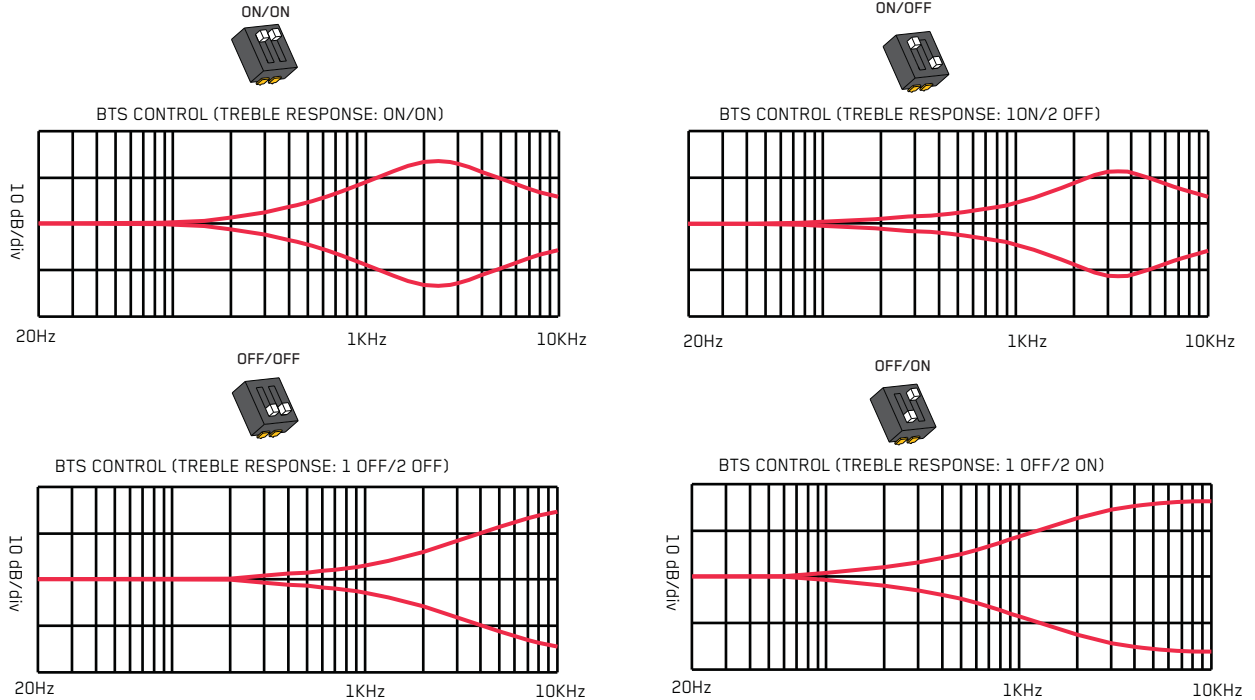 ON/ON
BTS CONTROL (TREBLE RESPONSE: ON/ON)
10 dB/div
20Hz 1KHz 10KHz
ON/OFF
BTS CONTROL (TREBLE RESPONSE: 1ON/2 OFF)
20Hz 1KHz 10KHz
OFF/OFF
BTS CONTROL (TREBLE RESPONSE: 1 OFF/2 OFF)
10 dB/div
20Hz 1KHz 10KHz
OFF/ON
BTS CONTROL (TREBLE RESPONSE: 1 OFF/2 ON)
10 dB/div
20Hz 1KHz 10KHz